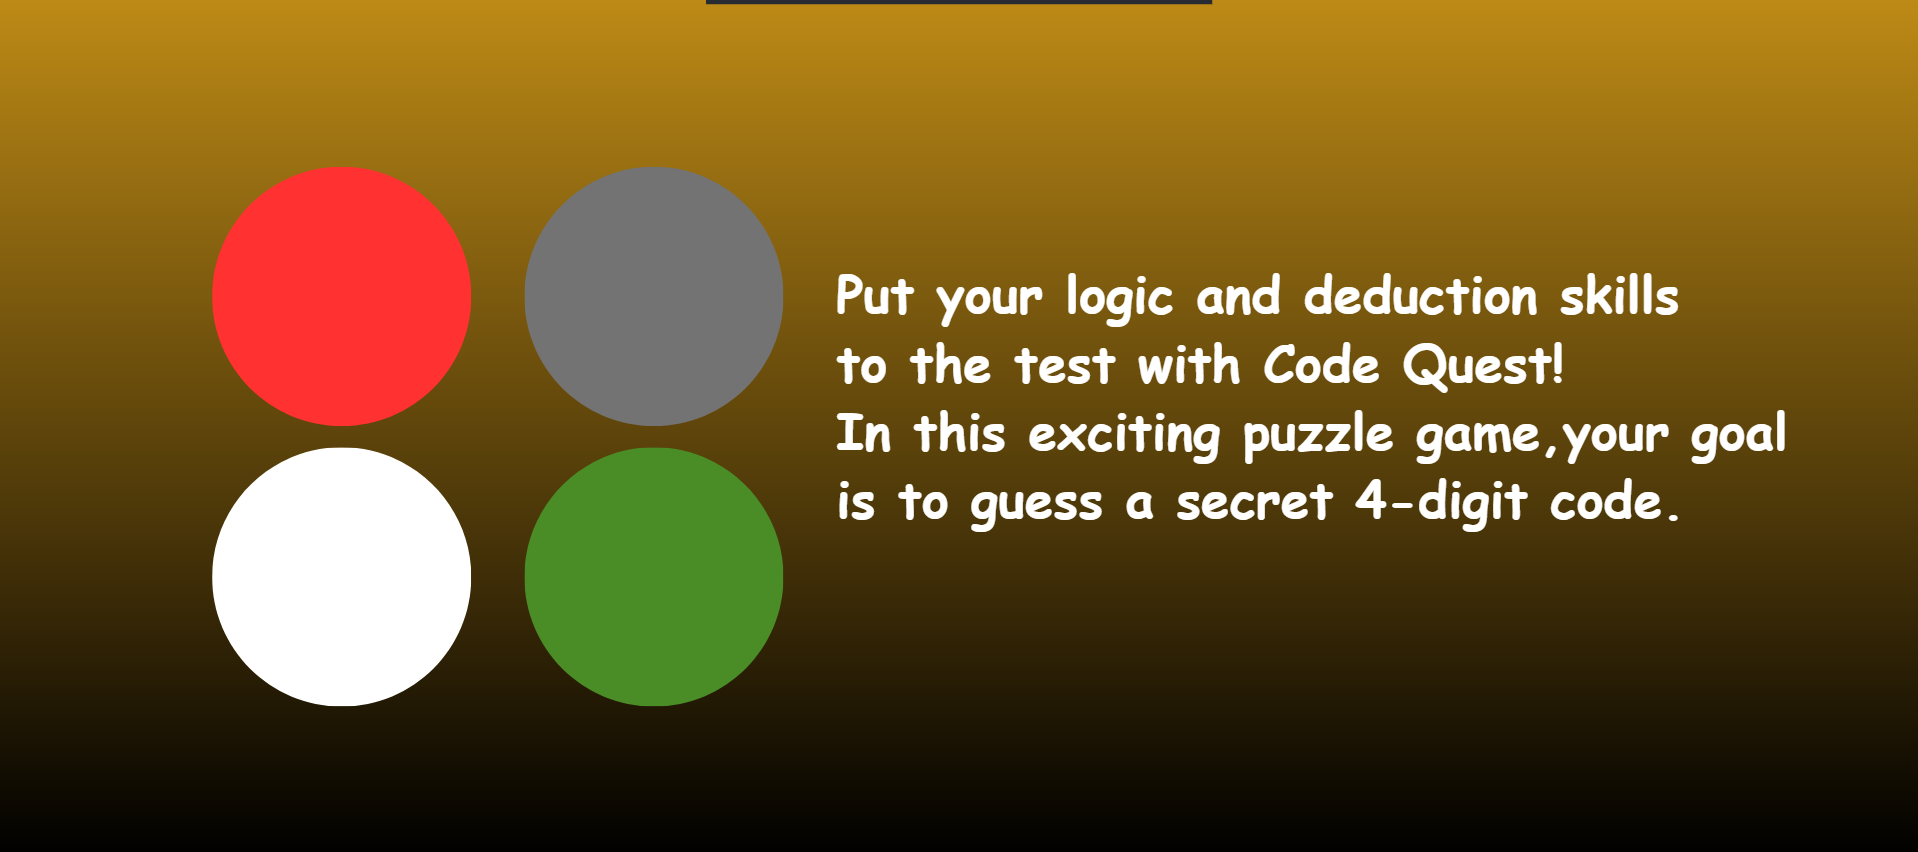 Put your logic and deduction skills
to the test with Code Quest!
In this exciting puzzle game,your goal
is to guess a secret 4-digit code.